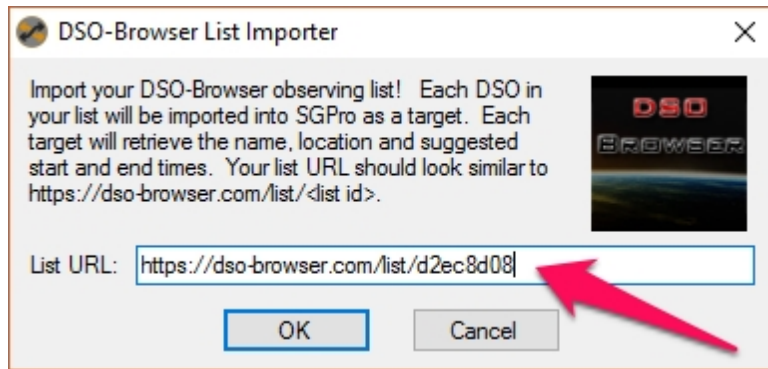 DSO-Browser List Importer
Import your DSO-Browser observing list!   Each DSO in
your list will be imported into SGPro as a target.  Each
target will retrieve the name, location and suggested
start and end times.  Your list URL should look similar to
https://dso-browser.com/list/<list id>.
DSO
BROWSER
List URL:
https://dso-browser.com/list/d2ec8d08
OK
Cancel